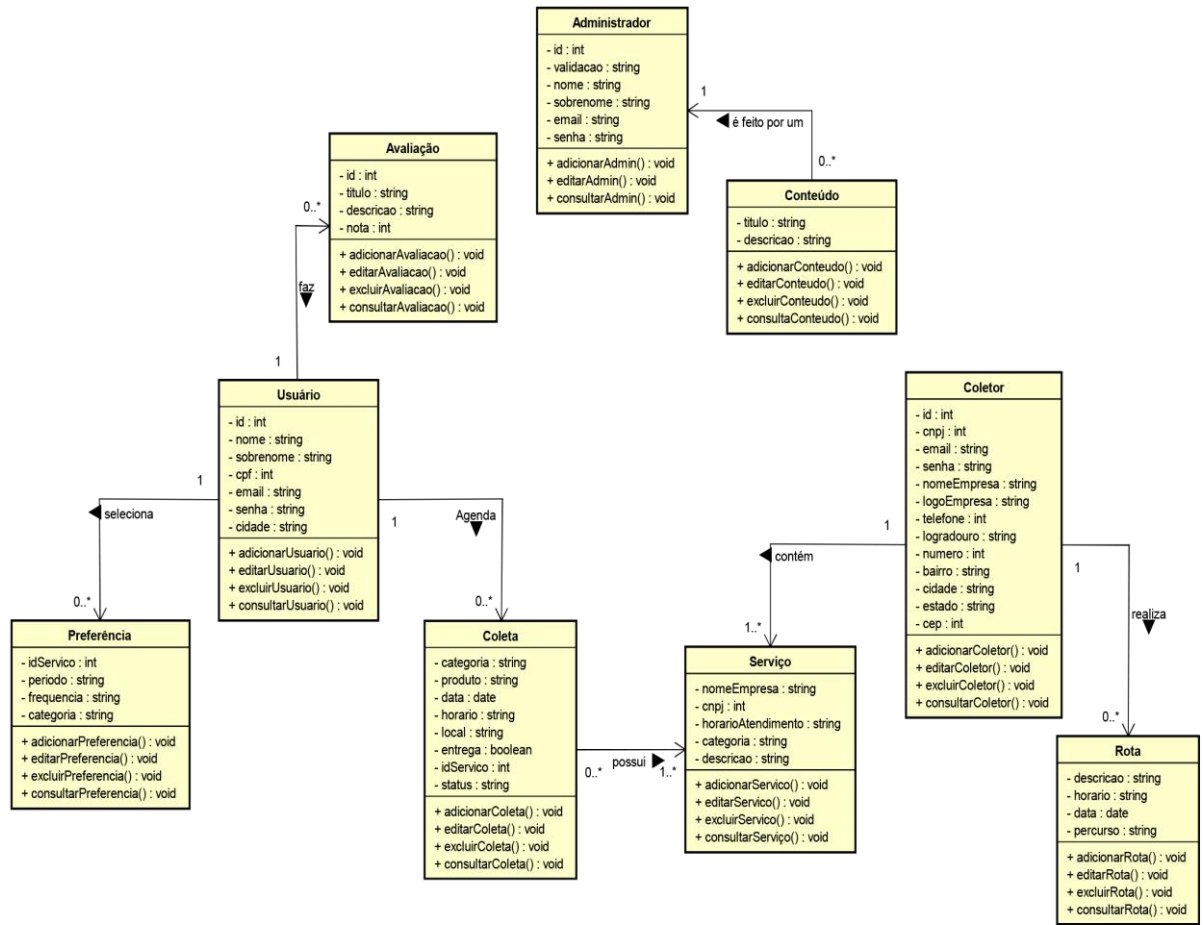 Administrador
- id : int
- validacao : string
- nome : string
- sobrenome : string
- email : string
- senha : string
+ adicionarAdmin() : void
+ editarAdmin() : void
+ consultarAdmin() : void
1
é feito por um
0..*
Conteúdo
- titulo : string
- descricao : string
+ adicionarConteudo() : void
+ editarConteudo() : void
+ excluirConteudo() : void
+ consultaConteudo() : void
Avaliação
- id : int
- titulo : string
- descricao : string
- nota : int
+ adicionarAvaliacao() : void
+ editarAvaliacao() : void
+ excluirAvaliacao() : void
+ consultarAvaliacao() : void
0..*
faz
1
Usuário
- id : int
- nome : string
- sobrenome : string
- cpf : int
- email : string
- senha : string
- cidade : string
+ adicionarUsuario() : void
+ editarUsuario() : void
+ excluirUsuario() : void
+ consultarUsuario() : void
1
seleciona
0..*
1
Agenda
0..*
Preferência
- idServico : int
- periodo : string
- frequencia : string
- categoria : string
+ adicionarPreferencia() : void
+ editarPreferencia() : void
+ excluirPreferencia() : void
+ consultarPreferencia() : void
Coleta
- categoria : string
- produto : string
- data : date
- horario : string
- local : string
- entrega : boolean
- idServico : int
- status : string
+ adicionarColeta() : void
+ editarColeta() : void
+ excluirColeta() : void
+ consultarColeta() : void
0..*
possui
1..*
Serviço
- nomeEmpresa : string
- cnpj : int
- horarioAtendimento : string
- categoria : string
- descricao : string
+ adicionarServico() : void
+ editarServico() : void
+ excluirServico() : void
+ consultarServiço() : void
1
contém
1..*
Coletor
- id : int
- cnpj : int
- email : string
- senha : string
- nomeEmpresa : string
- logoEmpresa : string
- telefone : int
- logradouro : string
- numero : int
- bairro : string
- cidade : string
- estado : string
- cep : int
+ adicionarColetor() : void
+ editarColetor() : void
+ excluirColetor() : void
+ consultarColetor() : void
1
realiza
0..*
Rota
- descricao : string
- horario : string
- data : date
- percurso : string
+ adicionarRota() : void
+ editarRota() : void
+ excluirRota() : void
+ consultarRota() : void